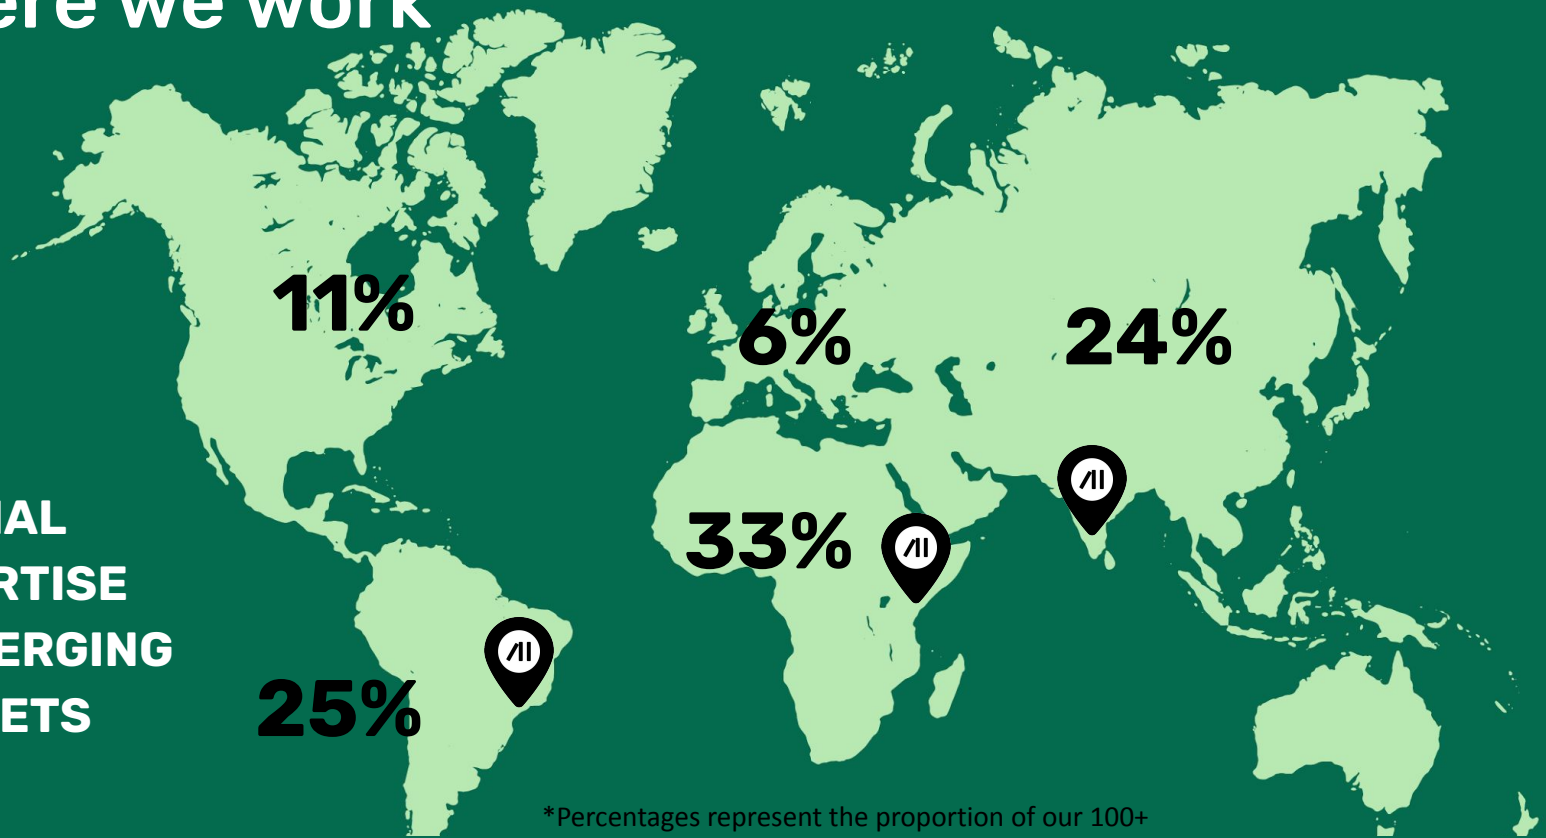 ere we work
11%
6%
24%
33%
IAL
RTISE
ERGING
25%
ETS
*Percentages represent the proportion of our 100+